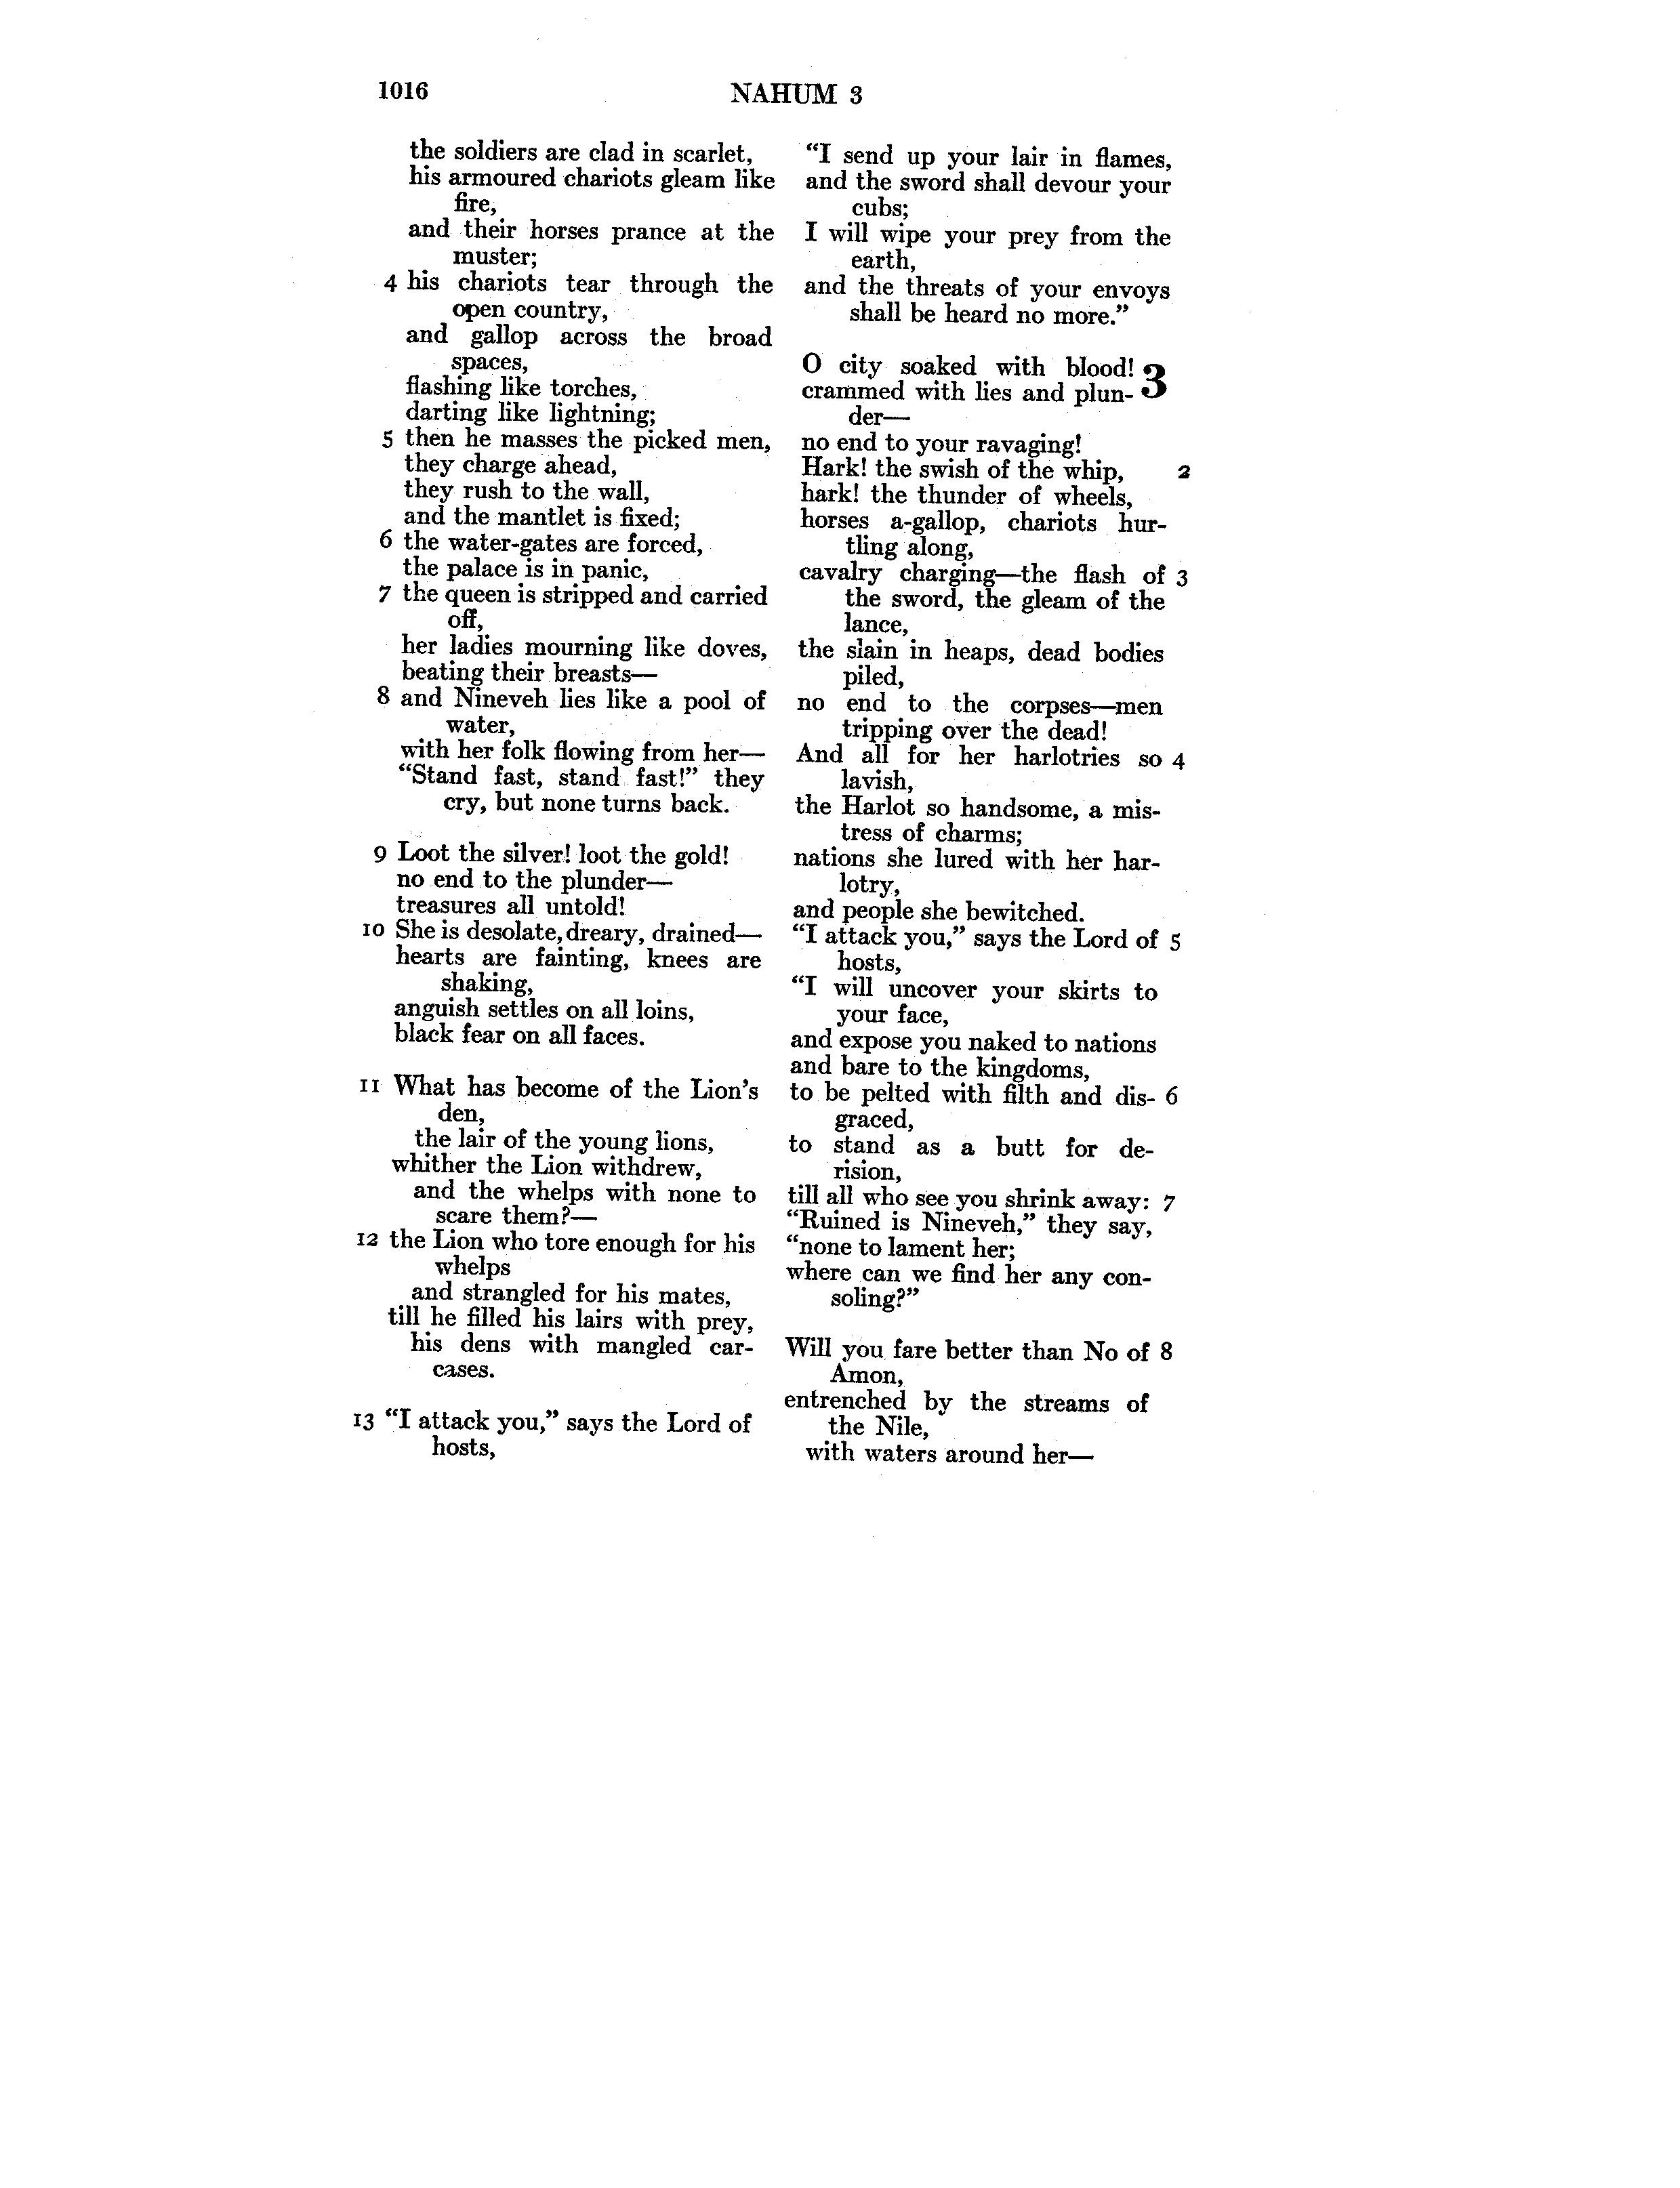 1016
NAHUM 3
the soldiers are clad in scarlet,
his armoured chariots gleam like
fire,
and their horses prance at the
muster;
4 his chariots tear through the
open country,
and gallop across the broad
spaces,
flashing like torches,
darting like lightning;
5 then he masses the picked men,
they charge ahead,
they rush to the wall,
and the mantlet is fixed;
6 the water-gates are forced,
the palace is in panic,
7 the queen is stripped and carried
off,
her ladies mourning like doves,
beating their breasts—
8 and Nineveh lies like a pool of
water,
with her folk flowing from her—
“Stand fast, stand fast!” they
cry, but none turns back.
9 Loot the silver! loot the gold!
no end to the plunder—
treasures all untold!
10 She is desolate, dreary, drained—
hearts are fainting, knees are
shaking,
anguish settles on all loins,
black fear on all faces.
11 What has become of the Lion’s
den,
the lair of the young lions,
whither the Lion withdrew,
and the whelps with none to
scare them?—
12 the Lion who tore enough for his
whelps
and strangled for his mates,
till he filled his lairs with prey,
his dens with mangled car-
cases.
13 “I attack you,” says the Lord of
hosts,
“I send up your lair in flames,
and the sword shall devour your
cubs;
I will wipe your prey from the
earth,
and the threats of your envoys
shall be heard no more.”
O city soaked with blood! 3
crammed with lies and plun-
der—
no end to your ravaging!
Hark! the swish of the whip, 2
hark! the thunder of wheels,
horses a-gallop, chariots hur-
tling along,
cavalry charging—the flash of 3
the sword, the gleam of the
lance,
the slain in heaps, dead bodies
piled,
no end to the corpses—men
tripping over the dead!
And all for her harlotries so 4
lavish,
the Harlot so handsome, a mis-
tress of charms;
nations she lured with her har-
lotry,
and people she bewitched.
“I attack you,” says the Lord of 5
hosts,
“I will uncover your skirts to
your face,
and expose you naked to nations
and bare to the kingdoms,
to be pelted with filth and dis- 6
graced,
to stand as a butt for de-
rision,
till all who see you shrink away: 7
“Ruined is Nineveh,” they say,
“none to lament her;
where can we find her any con-
soling?”
Will you fare better than No of 8
Amon,
entrenched by the streams of
the Nile,
with waters around her—